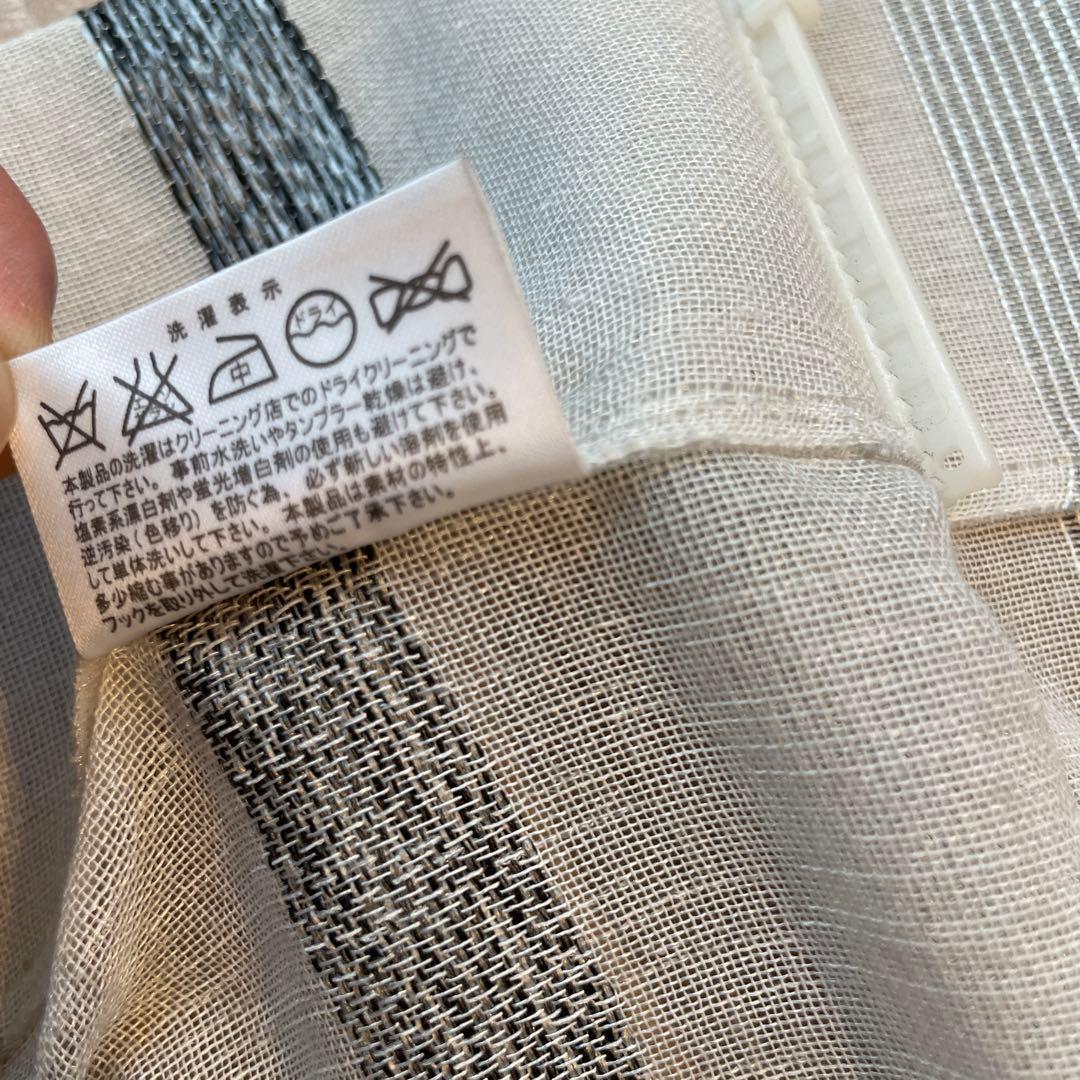 洗濯表示
中
ドライ
本製品の洗濯はクリーニング店でのドライクリーニングで
行って下さい。事前水洗いやタンブラー乾燥は避け、
塩素系漂白剤や蛍光増白剤の使用も避けて下さい。
逆汚染(色移り)を防ぐ為、必ず新しい溶剤を使用
して単体洗いして下さい。本製品は素材の特性上、
多少縮む事がありますので予めご了承下さい。
フックを取り外して洗濯下さい。